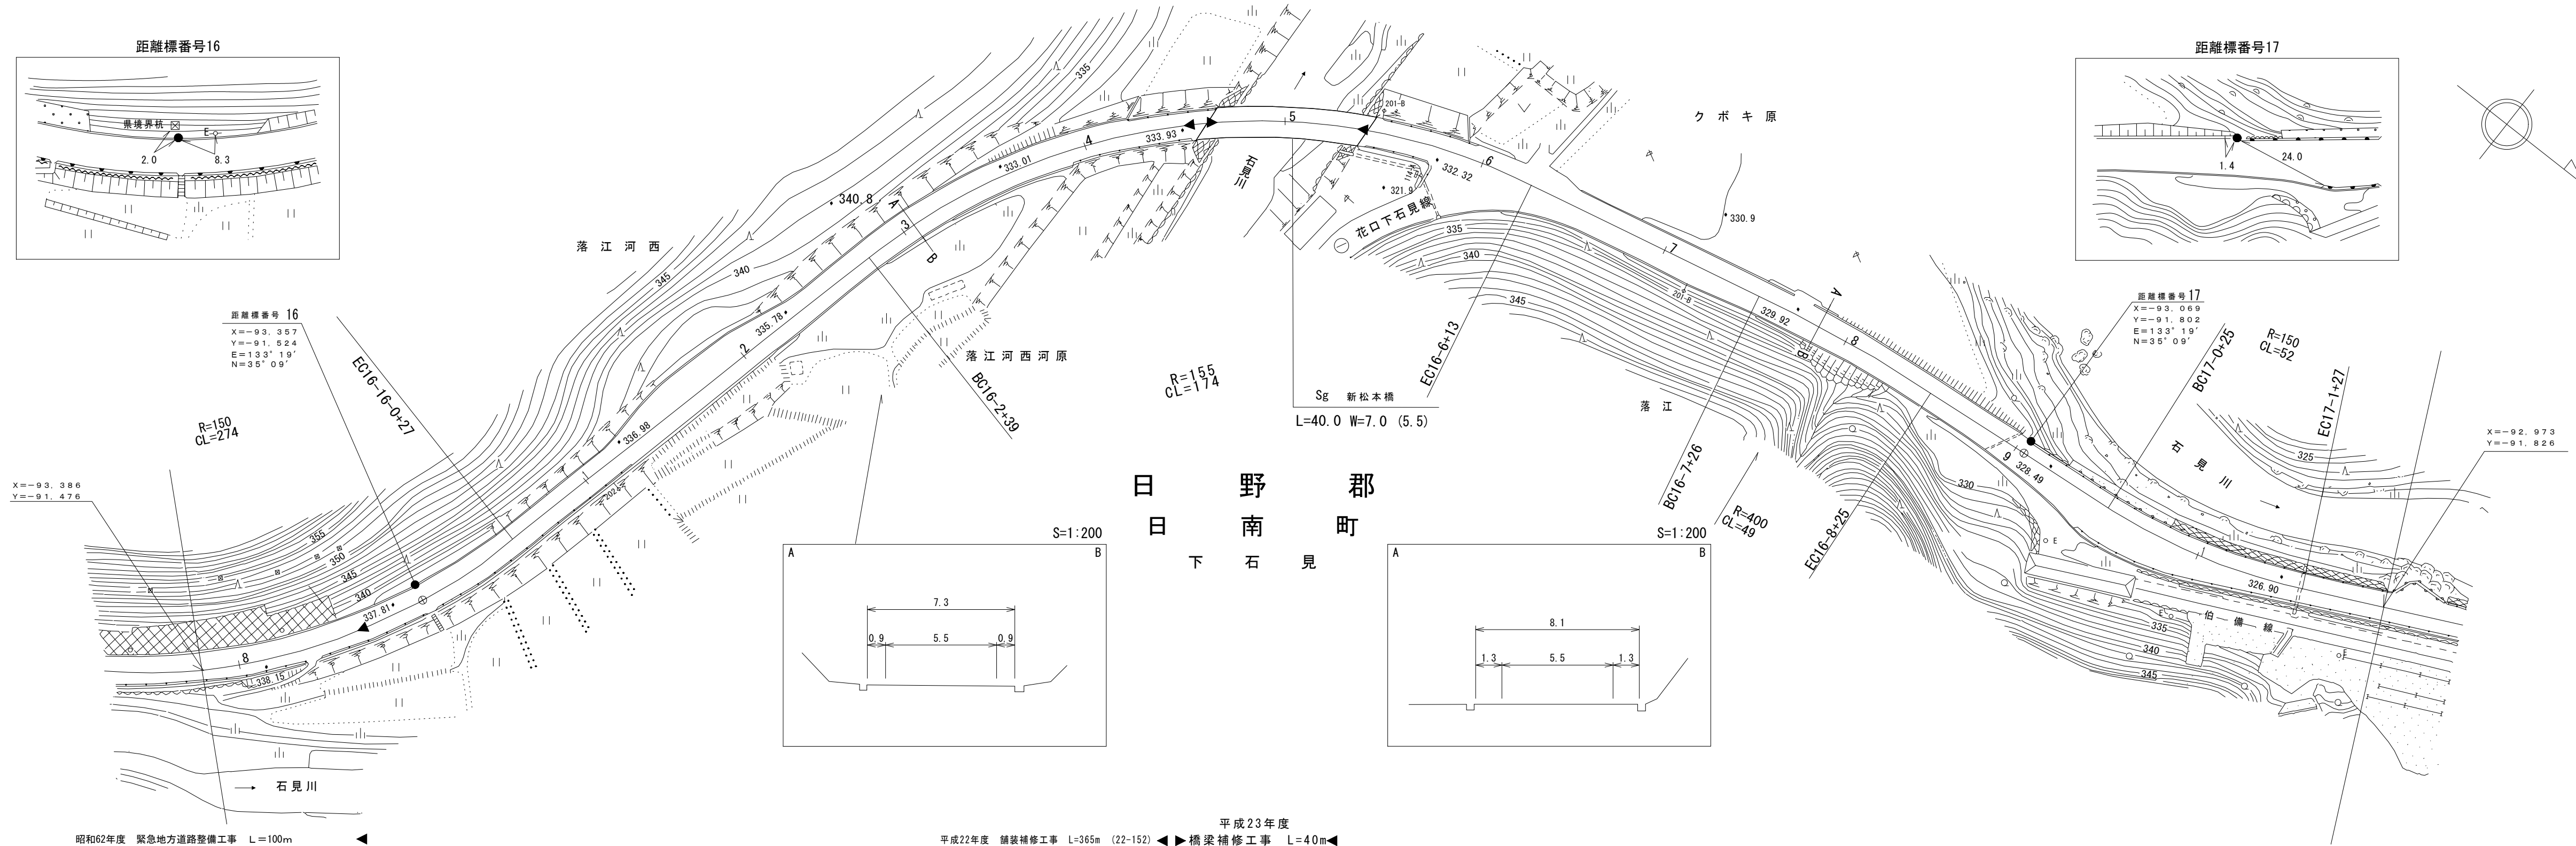 距離標番号16
県境界杭
E
2.0
8.3
距離標番号17
1.4
24.0
距離標番号 16
X=-93, 357
Y=-91, 524
E=133° 19′
N=35° 09′
EC16-16-0+27
R=150
CL=274
X=-93, 386
Y=-91, 476
落江河西
落江河西河原
355
350
345
340
345
340
335
340.8
337.81
338.15
336.98
335.78
333.01
333.93
8
1
2
3
4
5
6
7
8
9
1
A
B
2024
BC16-2+39
R=155
CL=174
石見川
201-B
332.32
321.9
花口下石見線
335
340
345
Sg 新松本橋
L=40.0 W=7.0 (5.5)
EC16-6+13
クボキ原
330.9
201-B
329.92
A
B
落江
BC16-7+26
R=400
CL=49
EC16-8+25
距離標番号 17
X=-93, 069
Y=-91, 802
E=133° 19′
N=35° 09′
328.49
330
BC17-0+25
R=150
CL=52
EC17-1+27
石見川
325
X=-92, 973
Y=-91, 826
E
326.90
E
伯備線
E
335
340
345
日野郡
日南町
下石見
S=1:200
A
B
7.3
0.9
5.5
0.9
S=1:200
A
B
8.1
1.3
5.5
1.3
石見川
昭和62年度 緊急地方道路整備工事 L=100m
平成22年度 舗装補修工事 L=365m (22-152)
平成23年度
橋梁補修工事 L=40m